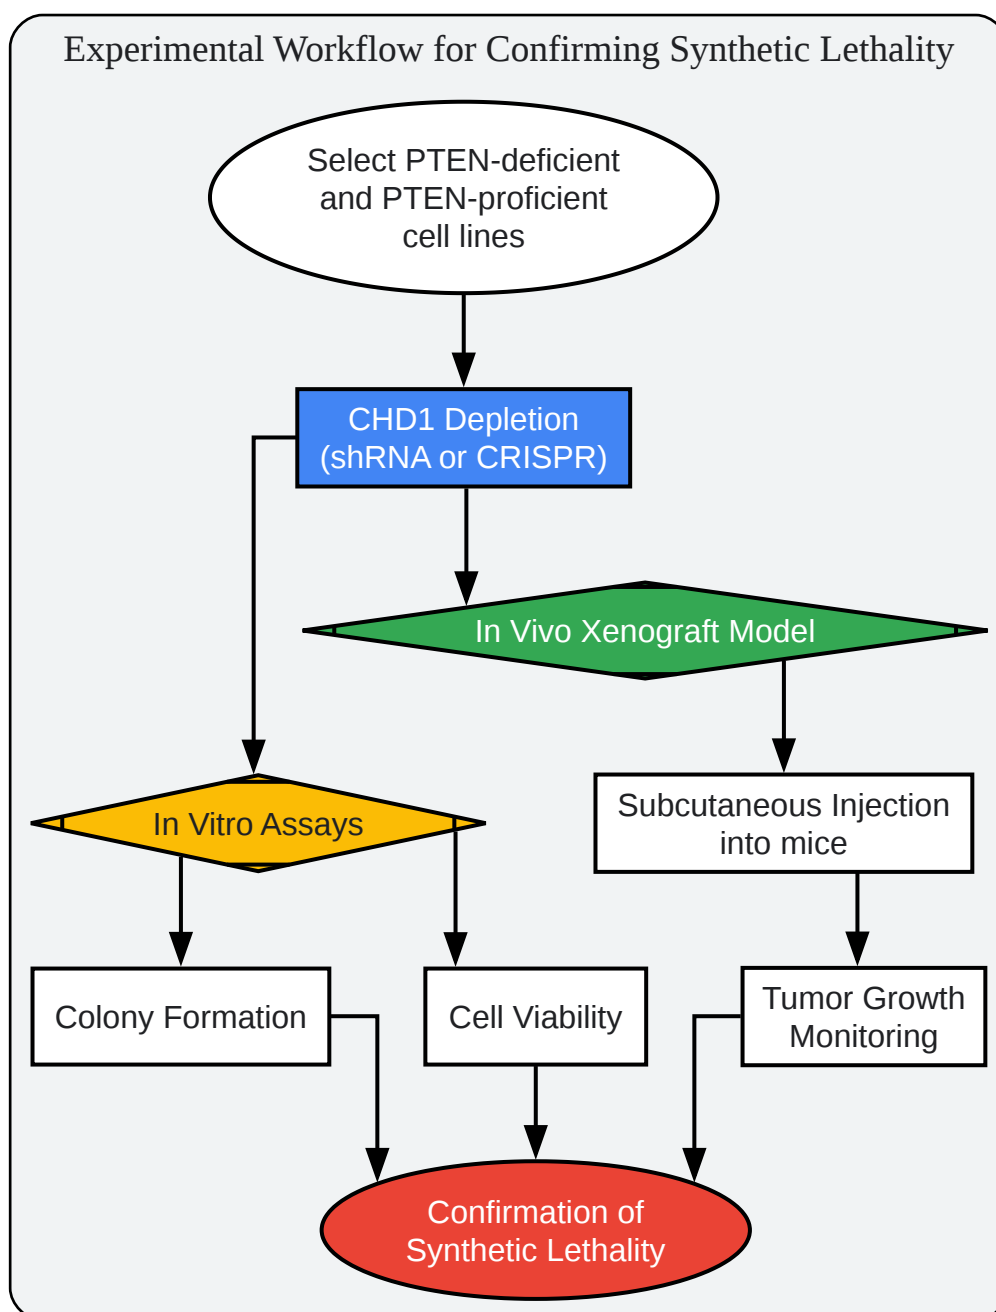 Experimental Workflow for Confirming Synthetic Lethality
Select PTEN-deficient
and PTEN-proficient
cell lines
CHD1 Depletion
(shRNA or CRISPR)
In Vivo Xenograft Model
In Vitro Assays
Subcutaneous Injection
into mice
Colony Formation
Cell Viability
Tumor Growth
Monitoring
Confirmation of
Synthetic Lethality